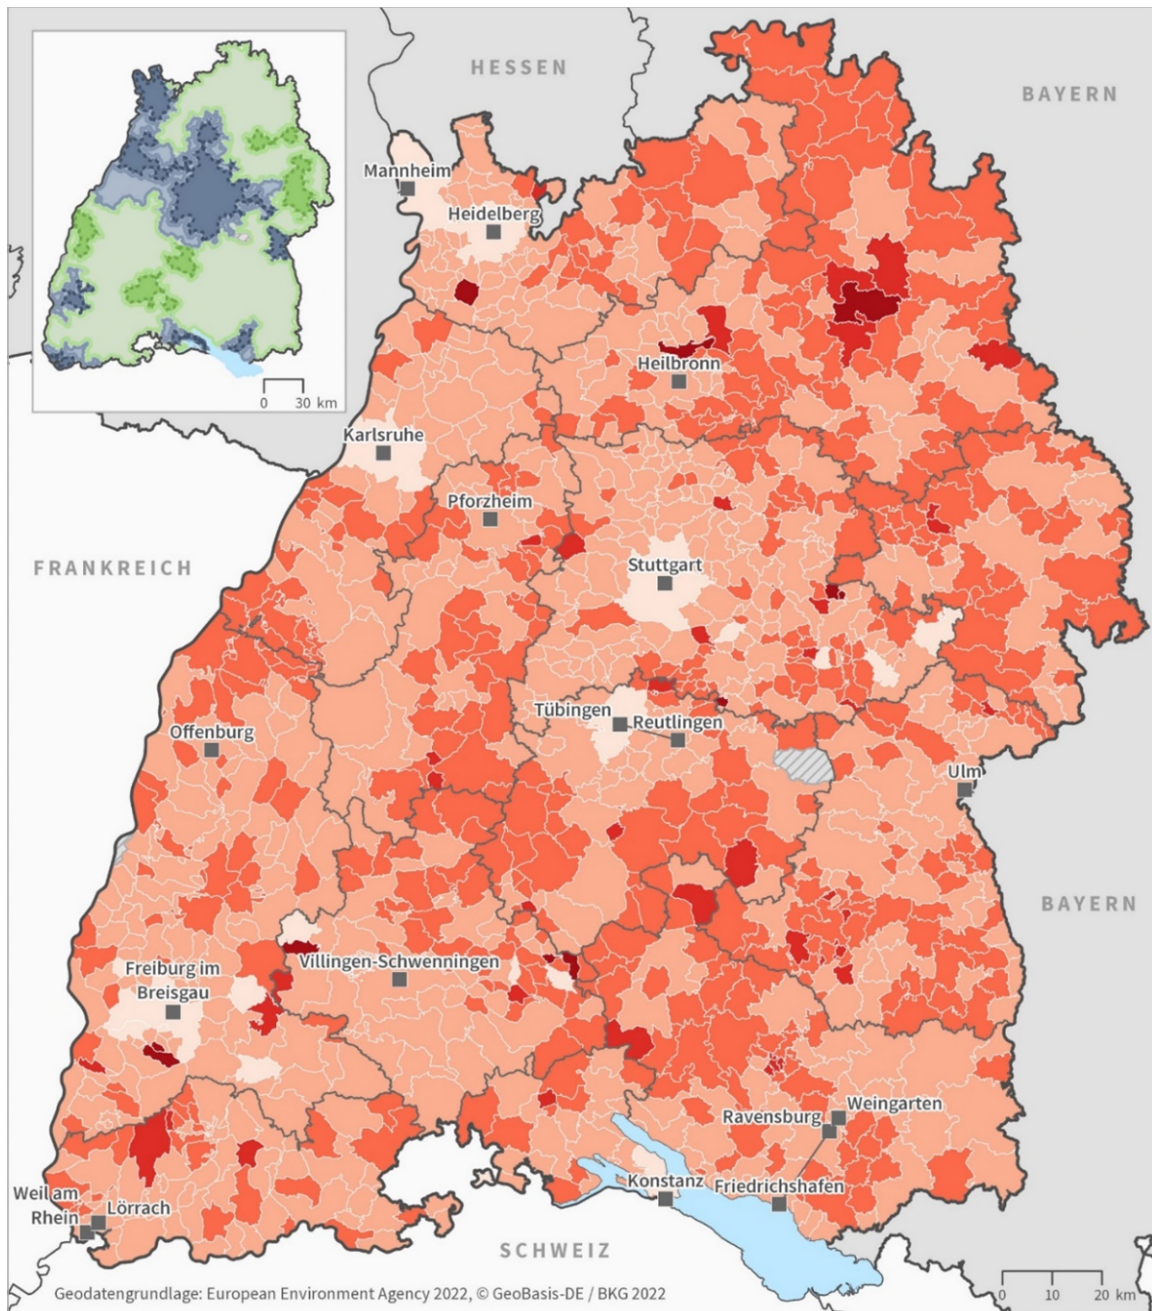 HESSEN
BAYERN
Mannheim
Heidelberg
0 30 km
Heilbronn
Karlsruhe
Pforzheim
FRANKREICH
Stuttgart
Tübingen
Reutlingen
Offenburg
Ulm
BAYERN
Villingen-Schwenningen
Freiburg im
Breisgau
Weingarten
Ravensburg
Konstanz
Friedrichshafen
Weil am
Rhein
Lörrach
SCHWEIZ
Geodatengrundlage: European Environment Agency 2022, © GeoBasis-DE / BKG 2022
0 10 20 km